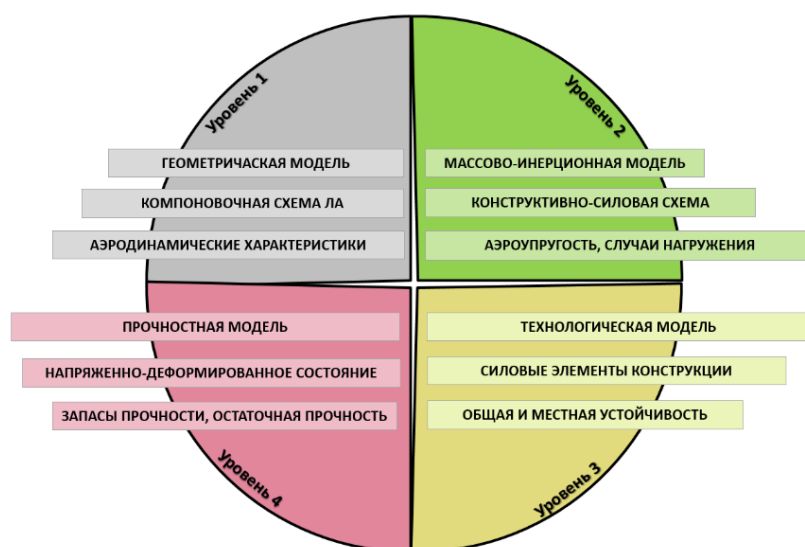 Уровень 1
ГЕОМЕТРИЧАСКАЯ МОДЕЛЬ
КОМПОНОВОЧНАЯ СХЕМА ЛА
АЭРОДИНАМИЧЕСКИЕ ХАРАКТЕРИСТИКИ
Уровень 2
МАССОВО-ИНЕРЦИОННАЯ МОДЕЛЬ
КОНСТРУКТИВНО-СИЛОВАЯ СХЕМА
АЭРОУПРУГОСТЬ, СЛУЧАИ НАГРУЖЕНИЯ
ПРОЧНОСТНАЯ МОДЕЛЬ
НАПРЯЖЕННО-ДЕФОРМИРОВАННОЕ СОСТОЯНИЕ
ЗАПАСЫ ПРОЧНОСТИ, ОСТАТОЧНАЯ ПРОЧНОСТЬ
Уровень 4
ТЕХНОЛОГИЧЕСКАЯ МОДЕЛЬ
СИЛОВЫЕ ЭЛЕМЕНТЫ КОНСТРУКЦИИ
ОБЩАЯ И МЕСТНАЯ УСТОЙЧИВОСТЬ
Уровень 3